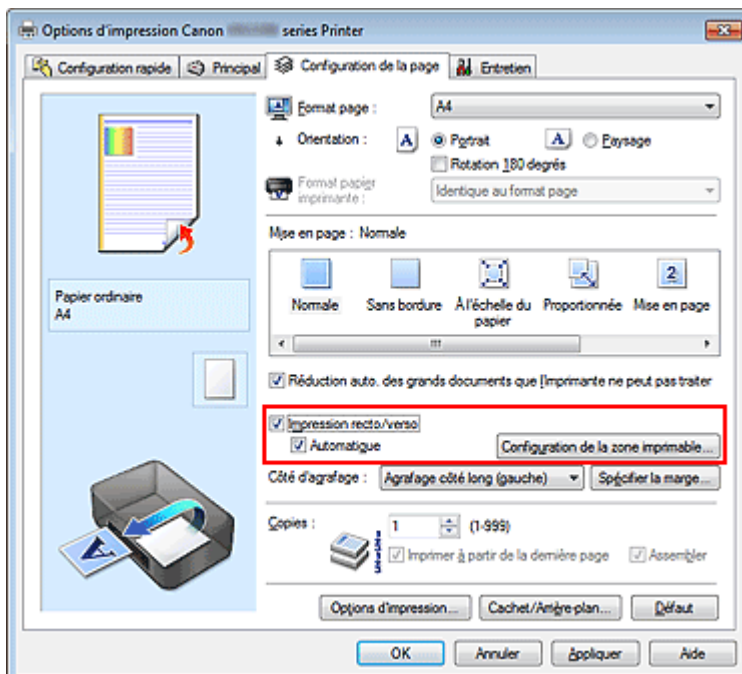 Options d'impression Canon series Printer
Configuration rapide Principal Configuration de la page Entretien
Format page : A4
Orientation : A Portrait A Paysage
Rotation 180 degrés
Format papier
imprimante : Identique au format page
Mise en page : Normale
Normale Sans bordure À l'échelle du papier Proportionnée 2 Mise en page
Papier ordinaire
A4
Réduction auto. des grands documents que l'imprimante ne peut pas traiter
Impression recto/verso
Automatique Configuration de la zone imprimable...
Côté d'agrafage : Agrafage côté long (gauche) Spécifier la marge...
Copies : 1 (1-999)
Imprimer à partir de la dernière page Assembler
A
Options d'impression... Cachet/Arrière-plan... Défaut
OK Annuler Appliquer Aide